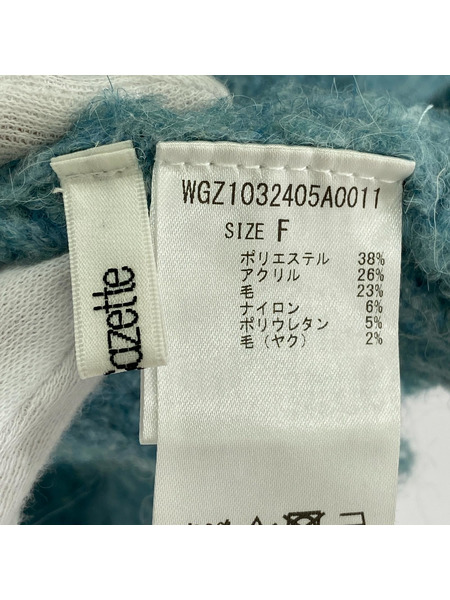 azette
WGZ1032405A0011
SIZE F
ポリエステル 38%
アクリル 26%
毛 23%
ナイロン 6%
ポリウレタン 5%
毛(ヤク) 2%